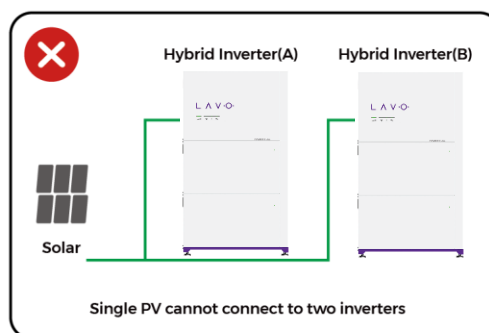 Hybrid Inverter(A)
Hybrid Inverter(B)
LAVO
LAVO
Solar
Single PV cannot connect to two inverters